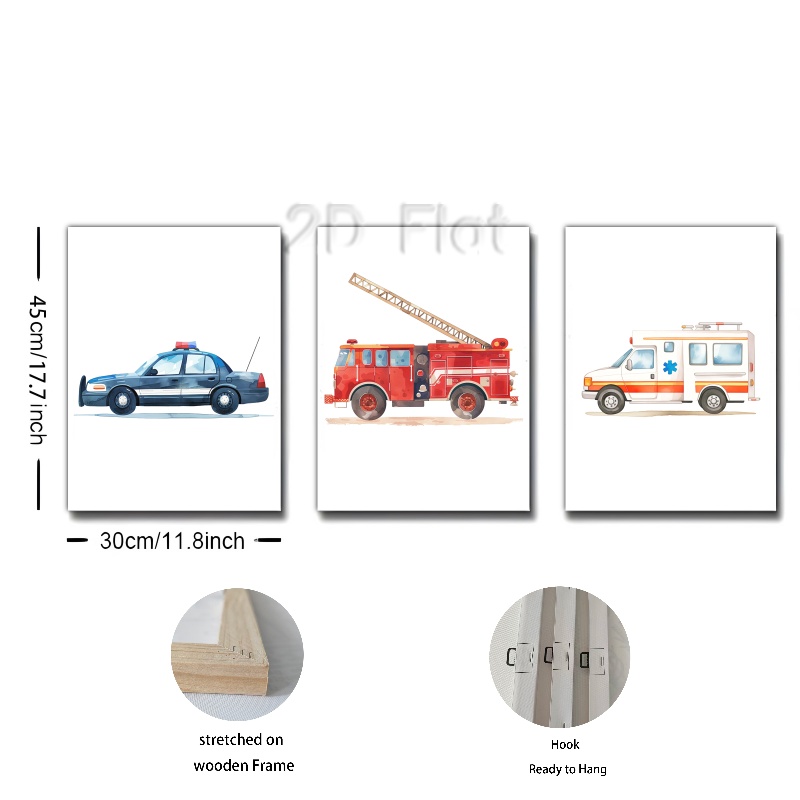 2D Flat
45cm/17.7inch
30cm/11.8inch
stretched on
wooden Frame
Hook
Ready to Hang